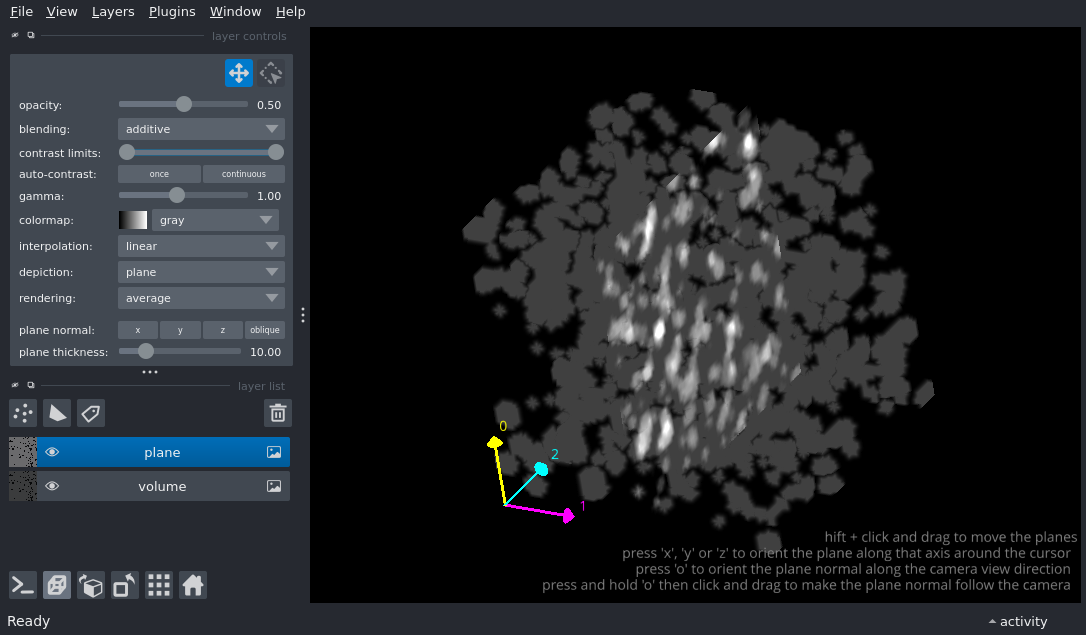 File View Layers Plugins Window Help
layer controls
opacity: 0.50
blending: additive
contrast limits:
auto-contrast: once continuous
gamma: 1.00
colormap: gray
interpolation: linear
depiction: plane
rendering: average
plane normal: x y z oblique
plane thickness: 10.00
layer list
plane
volume
0
2
1
hift + click and drag to move the planes
press 'x', 'y' or 'z' to orient the plane along that axis around the cursor
press 'o' to orient the plane normal along the camera view direction
press and hold 'o' then click and drag to make the plane normal follow the camera
Ready
activity